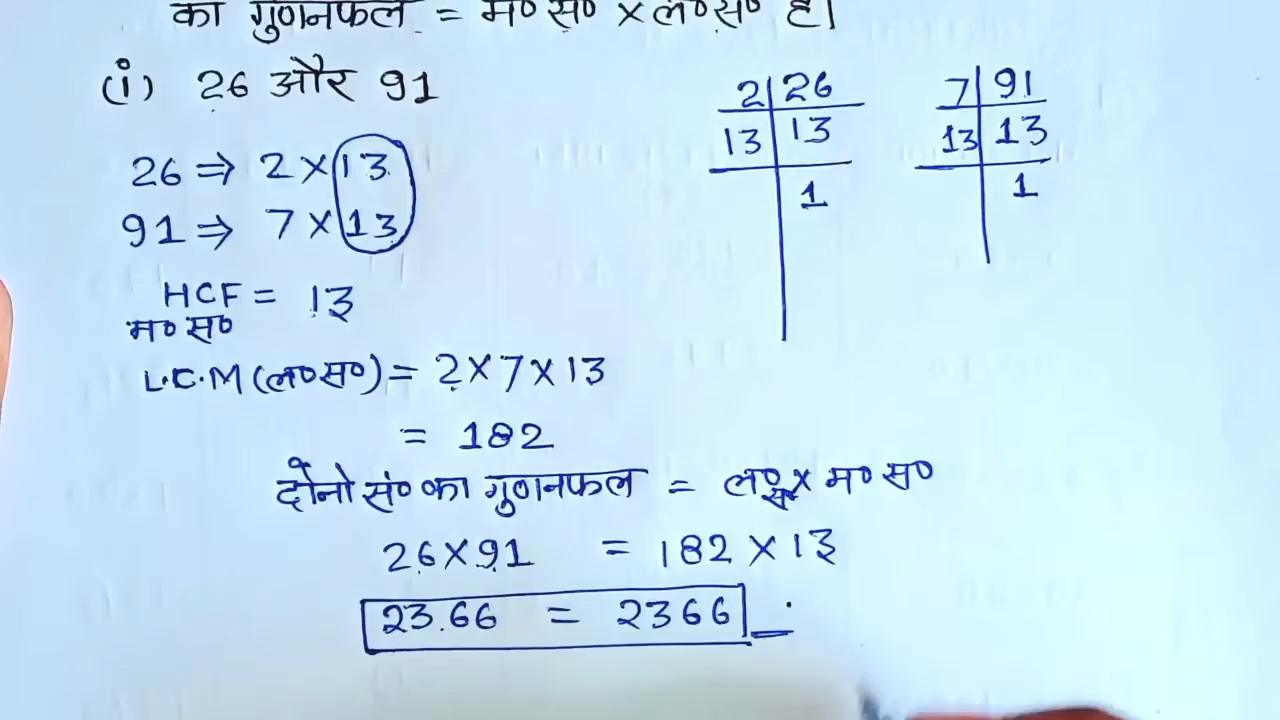 का गुणनफल = म० स० × ल० स० है।
(i) 26 और 91
2 | 26
13 | 13
1
7 | 91
13 | 13
1
26 ⇒ 2 × 13
91 ⇒ 7 × 13
HCF = 13
म० स०
L.C.M (ल० स०) = 2 × 7 × 13
= 182
दोनो सं० का गुणनफल = ल० स० × म० स०
26 × 91 = 182 × 13
23.66 = 2366